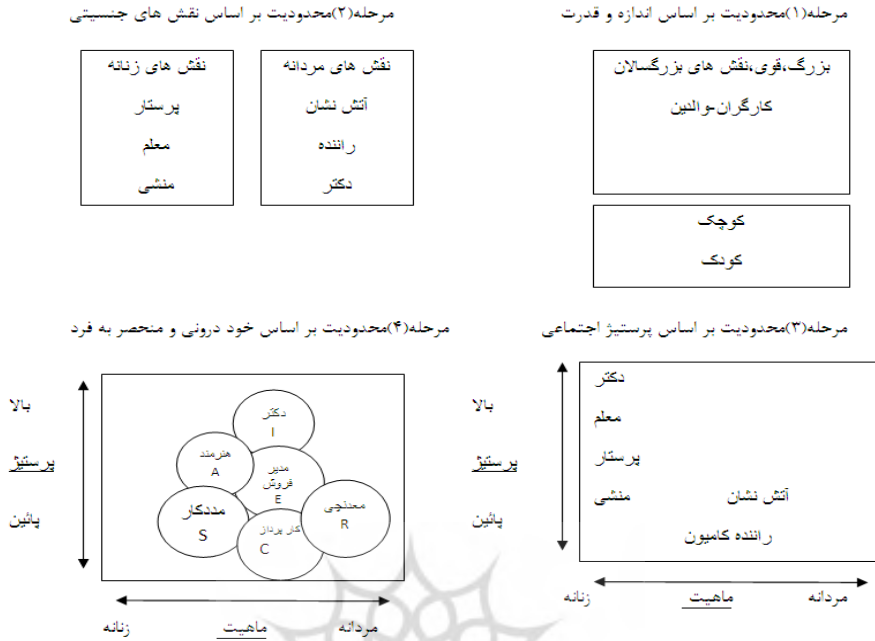 مرحله(۱)محدودیت بر اساس اندازه و قدرت
بزرگ،قوی،نقش های بزرگسالان
کارگران-والدین
کوچک
کودک
مرحله(۲)محدودیت بر اساس نقش های جنسیتی
نقش های مردانه
آتش نشان
راننده
دکتر
نقش های زنانه
پرستار
معلم
منشی
مرحله(۳)محدودیت بر اساس پرستیژ اجتماعی
دکتر
معلم
پرستار
آتش نشان
منشی
راننده کامیون
بالا
پرستیژ
پائین
مردانه
ماهیت
زنانه
مرحله(۴)محدودیت بر اساس خود درونی و منحصر به فرد
دکتر
I
هنرمند
A
مدیر
فروش
E
معدنچی
R
مددکار
S
کار پرداز
C
بالا
پرستیژ
پائین
مردانه
ماهیت
زنانه